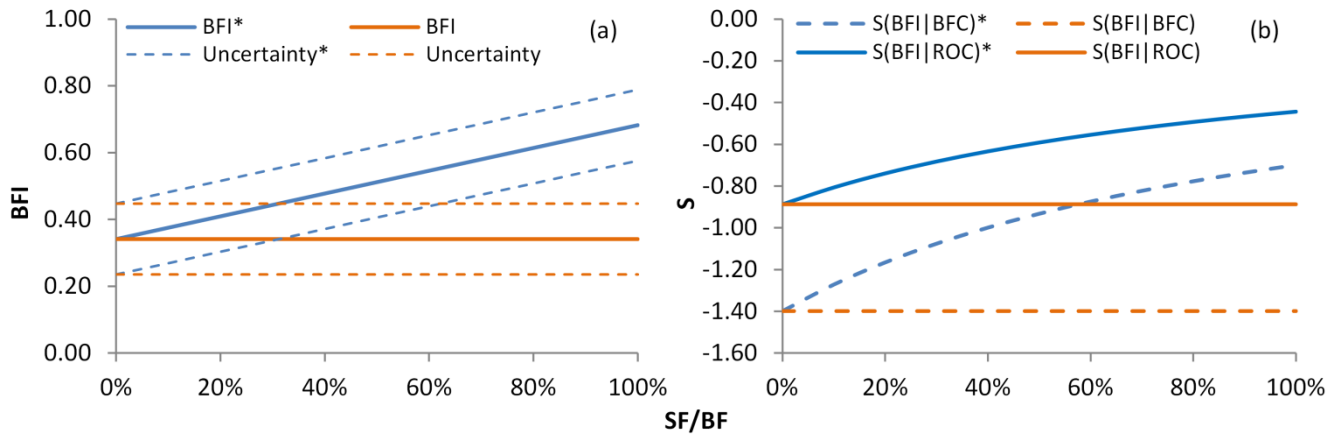 BFI* BFI
Uncertainty* Uncertainty
(a)
1.00
0.80
0.60
0.40
0.20
0.00
BFI
0% 20% 40% 60% 80% 100%
S(BFI|BFC)* S(BFI|BFC)
S(BFI|ROC)* S(BFI|ROC)
(b)
0.00
-0.20
-0.40
-0.60
-0.80
-1.00
-1.20
-1.40
-1.60
S
0% 20% 40% 60% 80% 100%
SF/BF